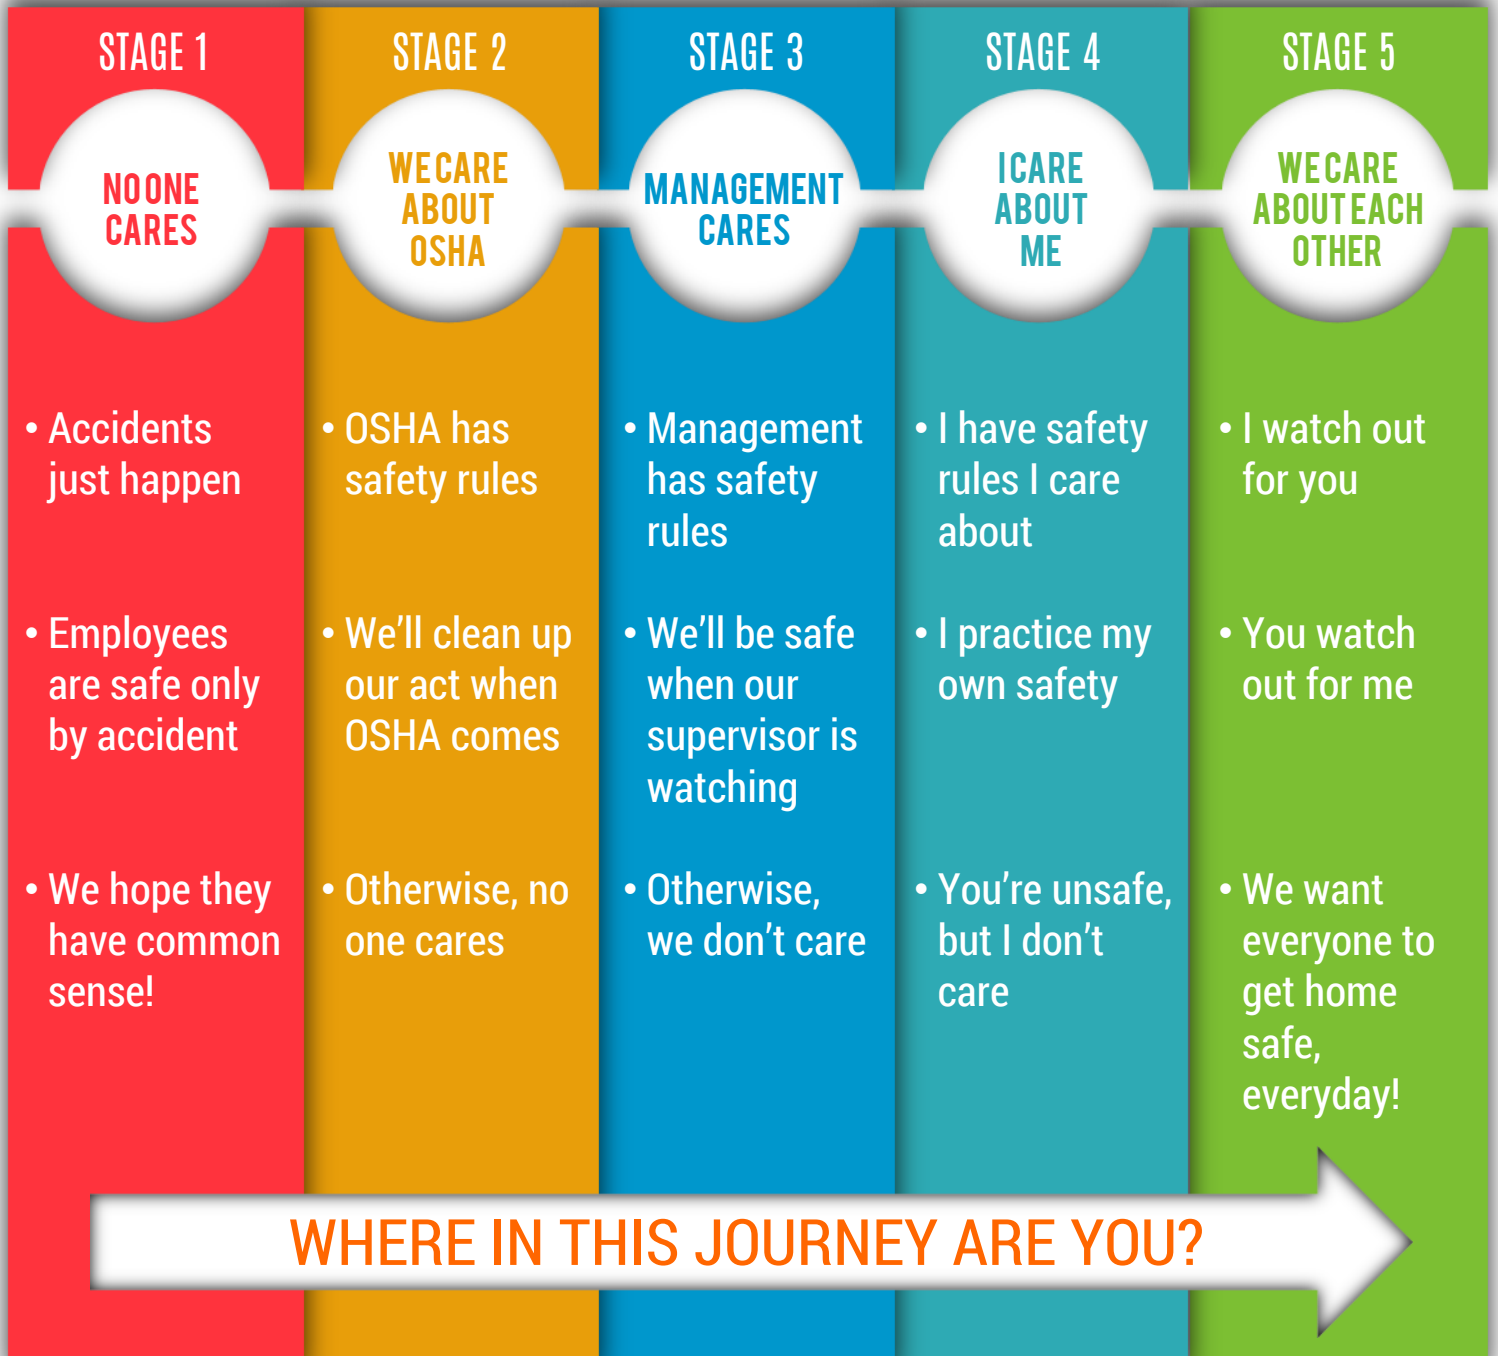 STAGE 1
NO ONE
CARES
• Accidents
just happen
• Employees
are safe only
by accident
• We hope they
have common
sense!
STAGE 2
WE CARE
ABOUT
OSHA
• OSHA has
safety rules
• We’ll clean up
our act when
OSHA comes
• Otherwise, no
one cares
STAGE 3
MANAGEMENT
CARES
• Management
has safety
rules
• We’ll be safe
when our
supervisor is
watching
• Otherwise,
we don’t care
STAGE 4
I CARE
ABOUT
ME
• I have safety
rules I care
about
• I practice my
own safety
• You’re unsafe,
but I don’t
care
STAGE 5
WE CARE
ABOUT EACH
OTHER
• I watch out
for you
• You watch
out for me
• We want
everyone to
get home
safe,
everyday!
WHERE IN THIS JOURNEY ARE YOU?